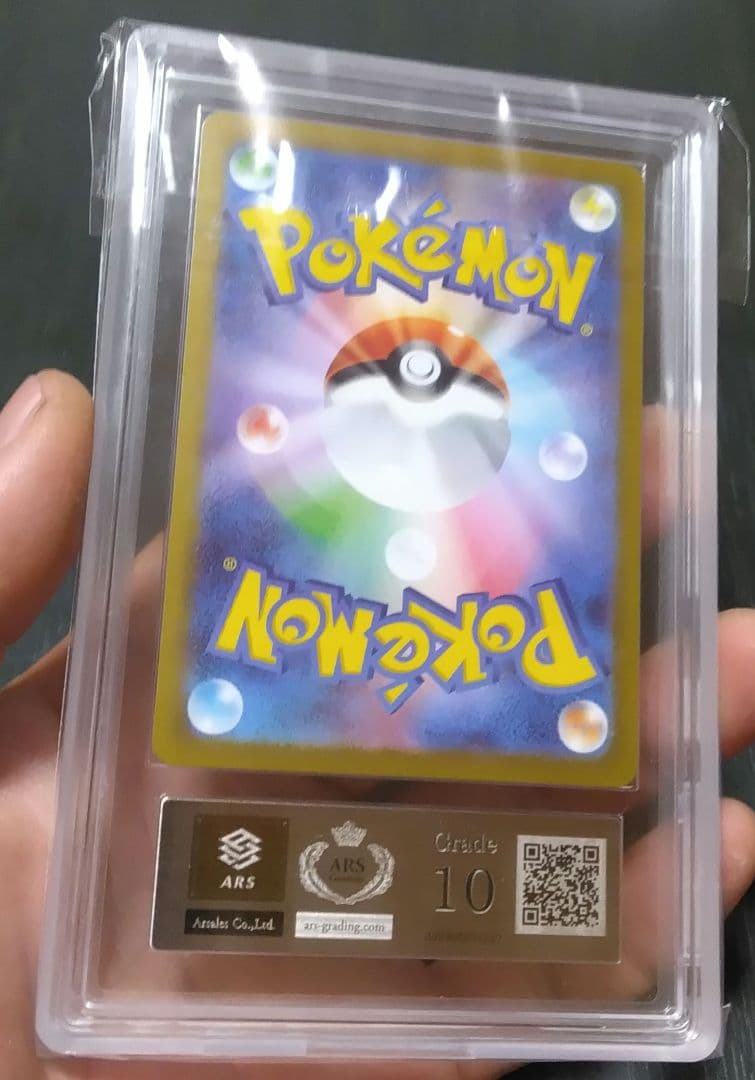 POKéMON
®
POKéMON
®
ARS
ARS
Grade
10
Arsales Co.,Ltd.
ars-grading.com